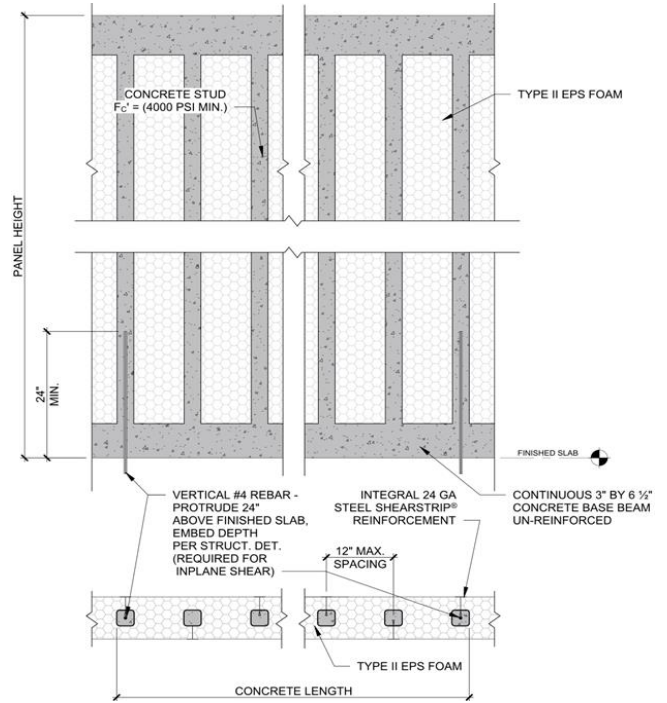 CONCRETE STUD
Fc' = (4000 PSI MIN.)
TYPE II EPS FOAM
PANEL HEIGHT
24"
MIN.
FINISHED SLAB
VERTICAL #4 REBAR -
PROTRUDE 24"
ABOVE FINISHED SLAB,
EMBED DEPTH
PER STRUCT. DET.
(REQUIRED FOR
INPLANE SHEAR)
INTEGRAL 24 GA
STEEL SHEARSTRIP®
REINFORCEMENT
CONTINUOUS 3" BY 6 ½"
CONCRETE BASE BEAM
UN-REINFORCED
12" MAX.
SPACING
TYPE II EPS FOAM
CONCRETE LENGTH